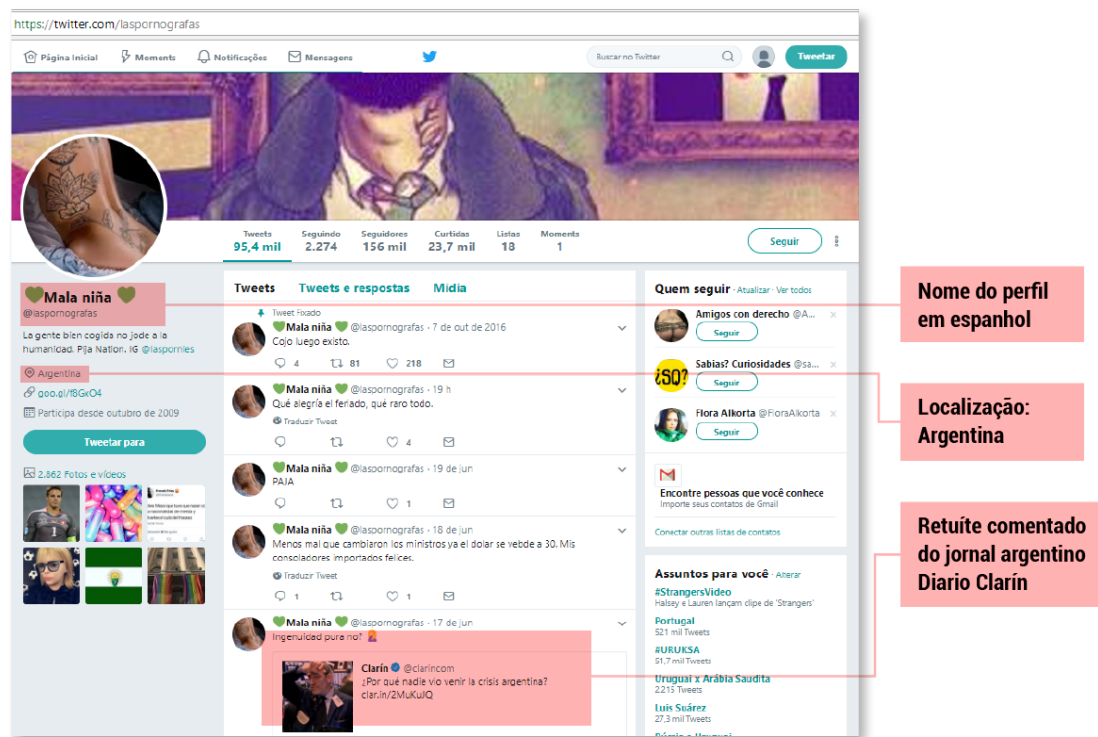 https://twitter.com/laspornografas
Página Inicial Moments Notificações Mensagens Buscar no Twitter Tweetar
Tweets Seguindo Seguidores Curtidas Listas Moments
95,4 mil 2.274 156 mil 23,7 mil 18 1
Seguir
Mala niña
@laspornografas
La gente bien cogida no jode a la
humanidad. Pija Nation. IG @laspornies
Argentina
goo.gl/f8GxO4
Participa desde outubro de 2009
Tweetar para
2.862 Fotos e vídeos
Tweets Tweets e respostas Mídia
Tweet Fixado
Mala niña @laspornografas - 7 de out de 2016
Cojo luego existo.
4 81 218
Mala niña @laspornografas - 19 h
Qué alegría el feriado, qué raro todo.
Traduzir Tweet
4
Mala niña @laspornografas - 19 de jun
PAJA
1
Mala niña @laspornografas - 18 de jun
Menos mal que cambiaron los ministros ya el dolar se vebde a 30. Mis
consoladores importados felices.
Traduzir Tweet
1 1
Mala niña @laspornografas - 17 de jun
Ingenuidad pura no?
Clarín @clarincom
¿Por qué nadie vio venir la crisis argentina?
clar.in/2MuKuJQ
Quem seguir · Atualizar · Ver todos
Amigos con derecho @A...
Seguir
¿SQ?
Sabias? Curiosidades @sa...
Seguir
Flora Alkorta @FloraAlkorta
Seguir
Encontre pessoas que você conhece
Importe seus contatos de Gmail
Conectar outras listas de contatos
Assuntos para você · Alterar
#StrangersVideo
Halsey e Lauren lançam clipe de 'Strangers'
Portugal
521 mil Tweets
#URUKSA
51,7 mil Tweets
Uruguai x Arábia Saudita
2.215 Tweets
Luis Suárez
27,3 mil Tweets
Nome do perfil
em espanhol
Localização:
Argentina
Retuíte comentado
do jornal argentino
Diario Clarín